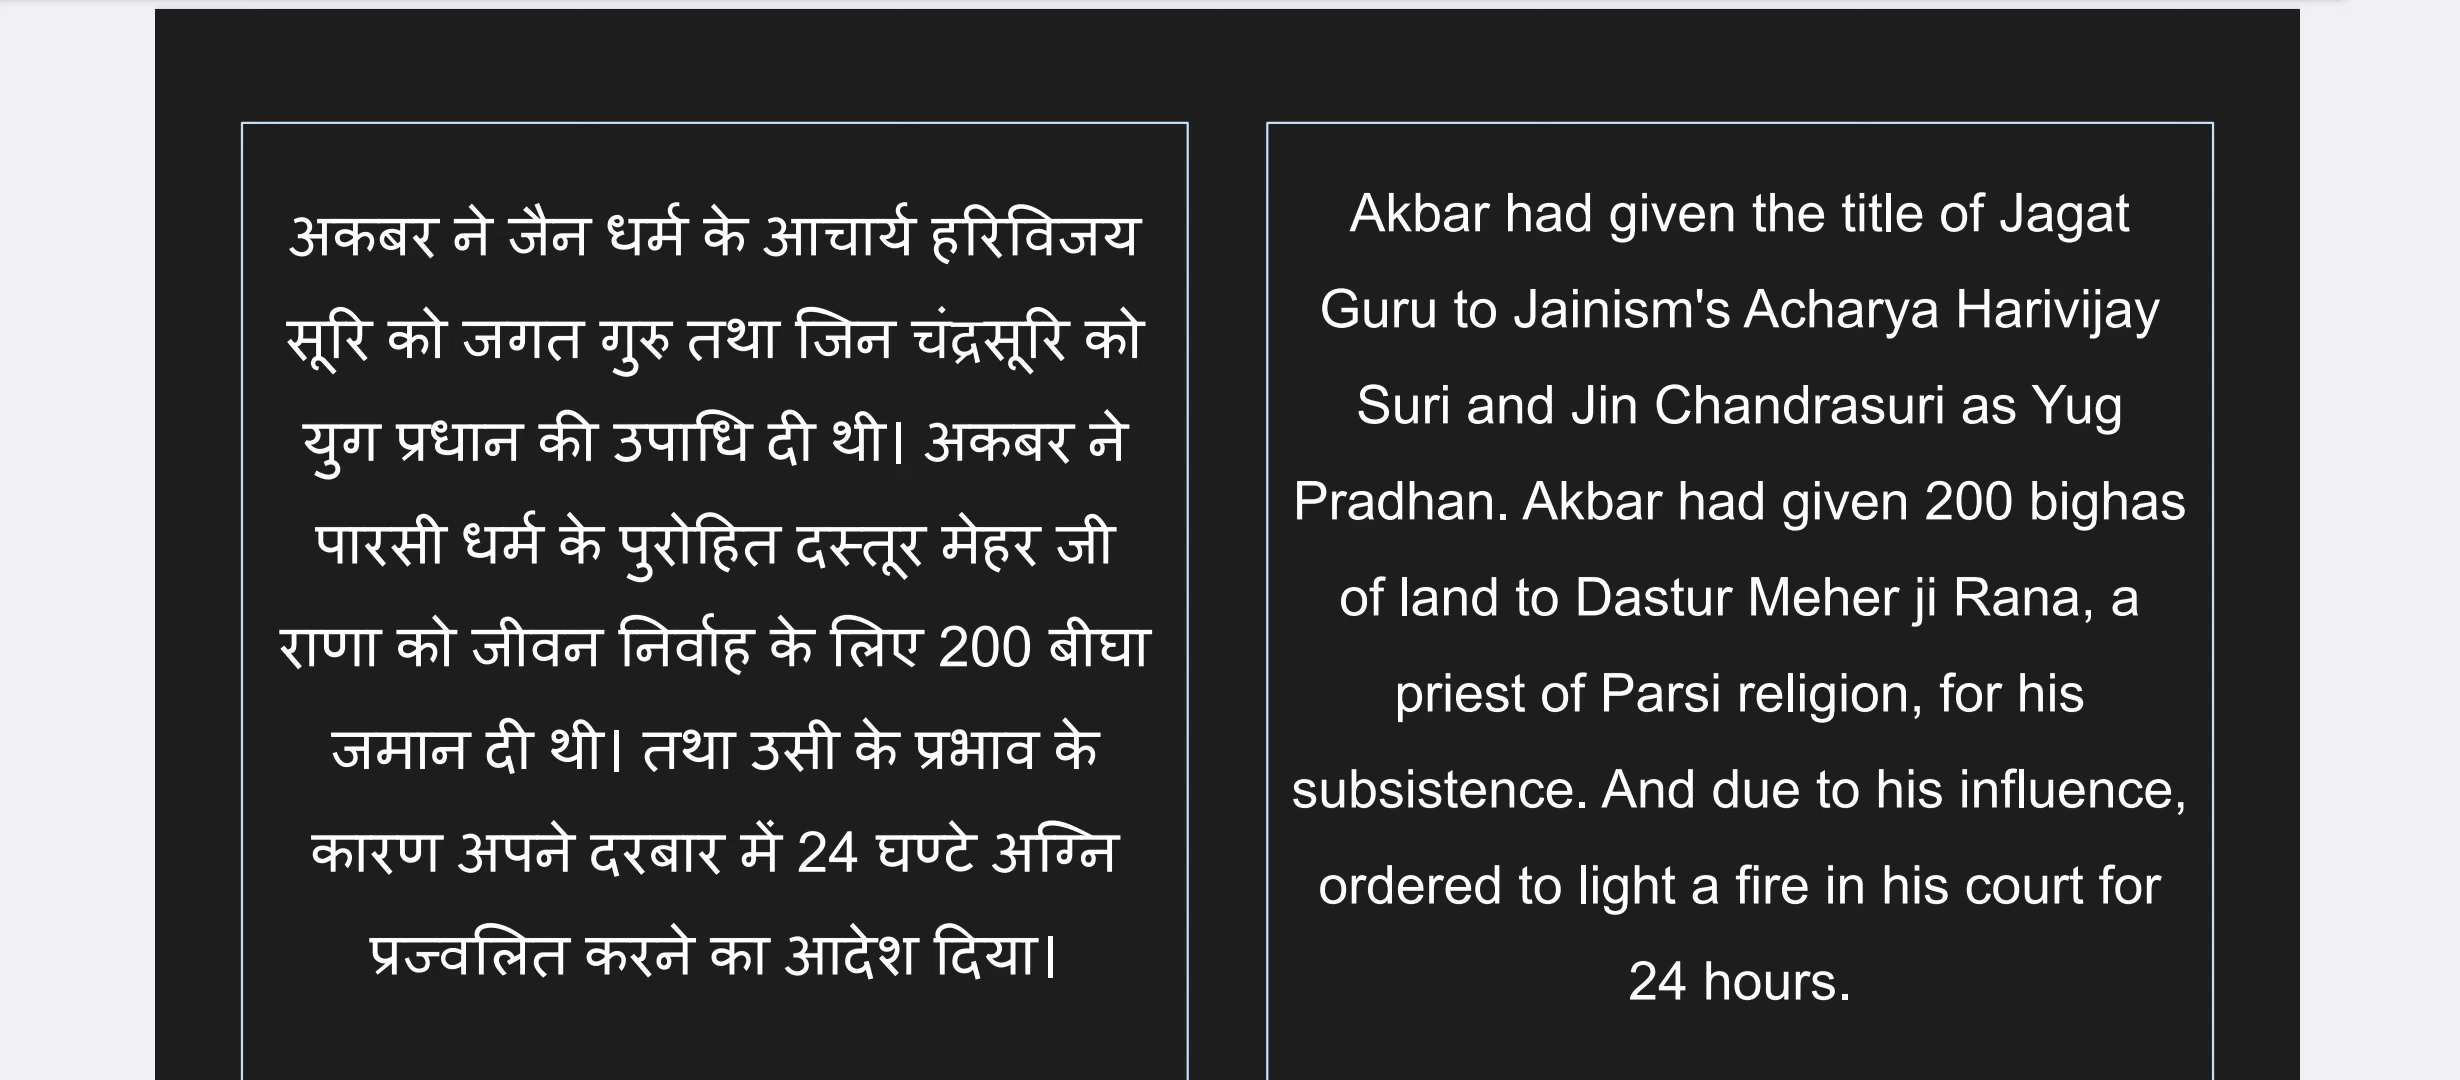 अकबर ने जैन धर्म के आचार्य हरिविजय
सूरि को जगत गुरु तथा जिन चंद्रसूरि को
युग प्रधान की उपाधि दी थी। अकबर ने
पारसी धर्म के पुरोहित दस्तूर मेहर जी
राणा को जीवन निर्वाह के लिए 200 बीघा
जमान दी थी। तथा उसी के प्रभाव के
कारण अपने दरबार में 24 घण्टे अग्नि
प्रज्वलित करने का आदेश दिया।
Akbar had given the title of Jagat
Guru to Jainism's Acharya Harivijay
Suri and Jin Chandrasuri as Yug
Pradhan. Akbar had given 200 bighas
of land to Dastur Meher ji Rana, a
priest of Parsi religion, for his
subsistence. And due to his influence,
ordered to light a fire in his court for
24 hours.